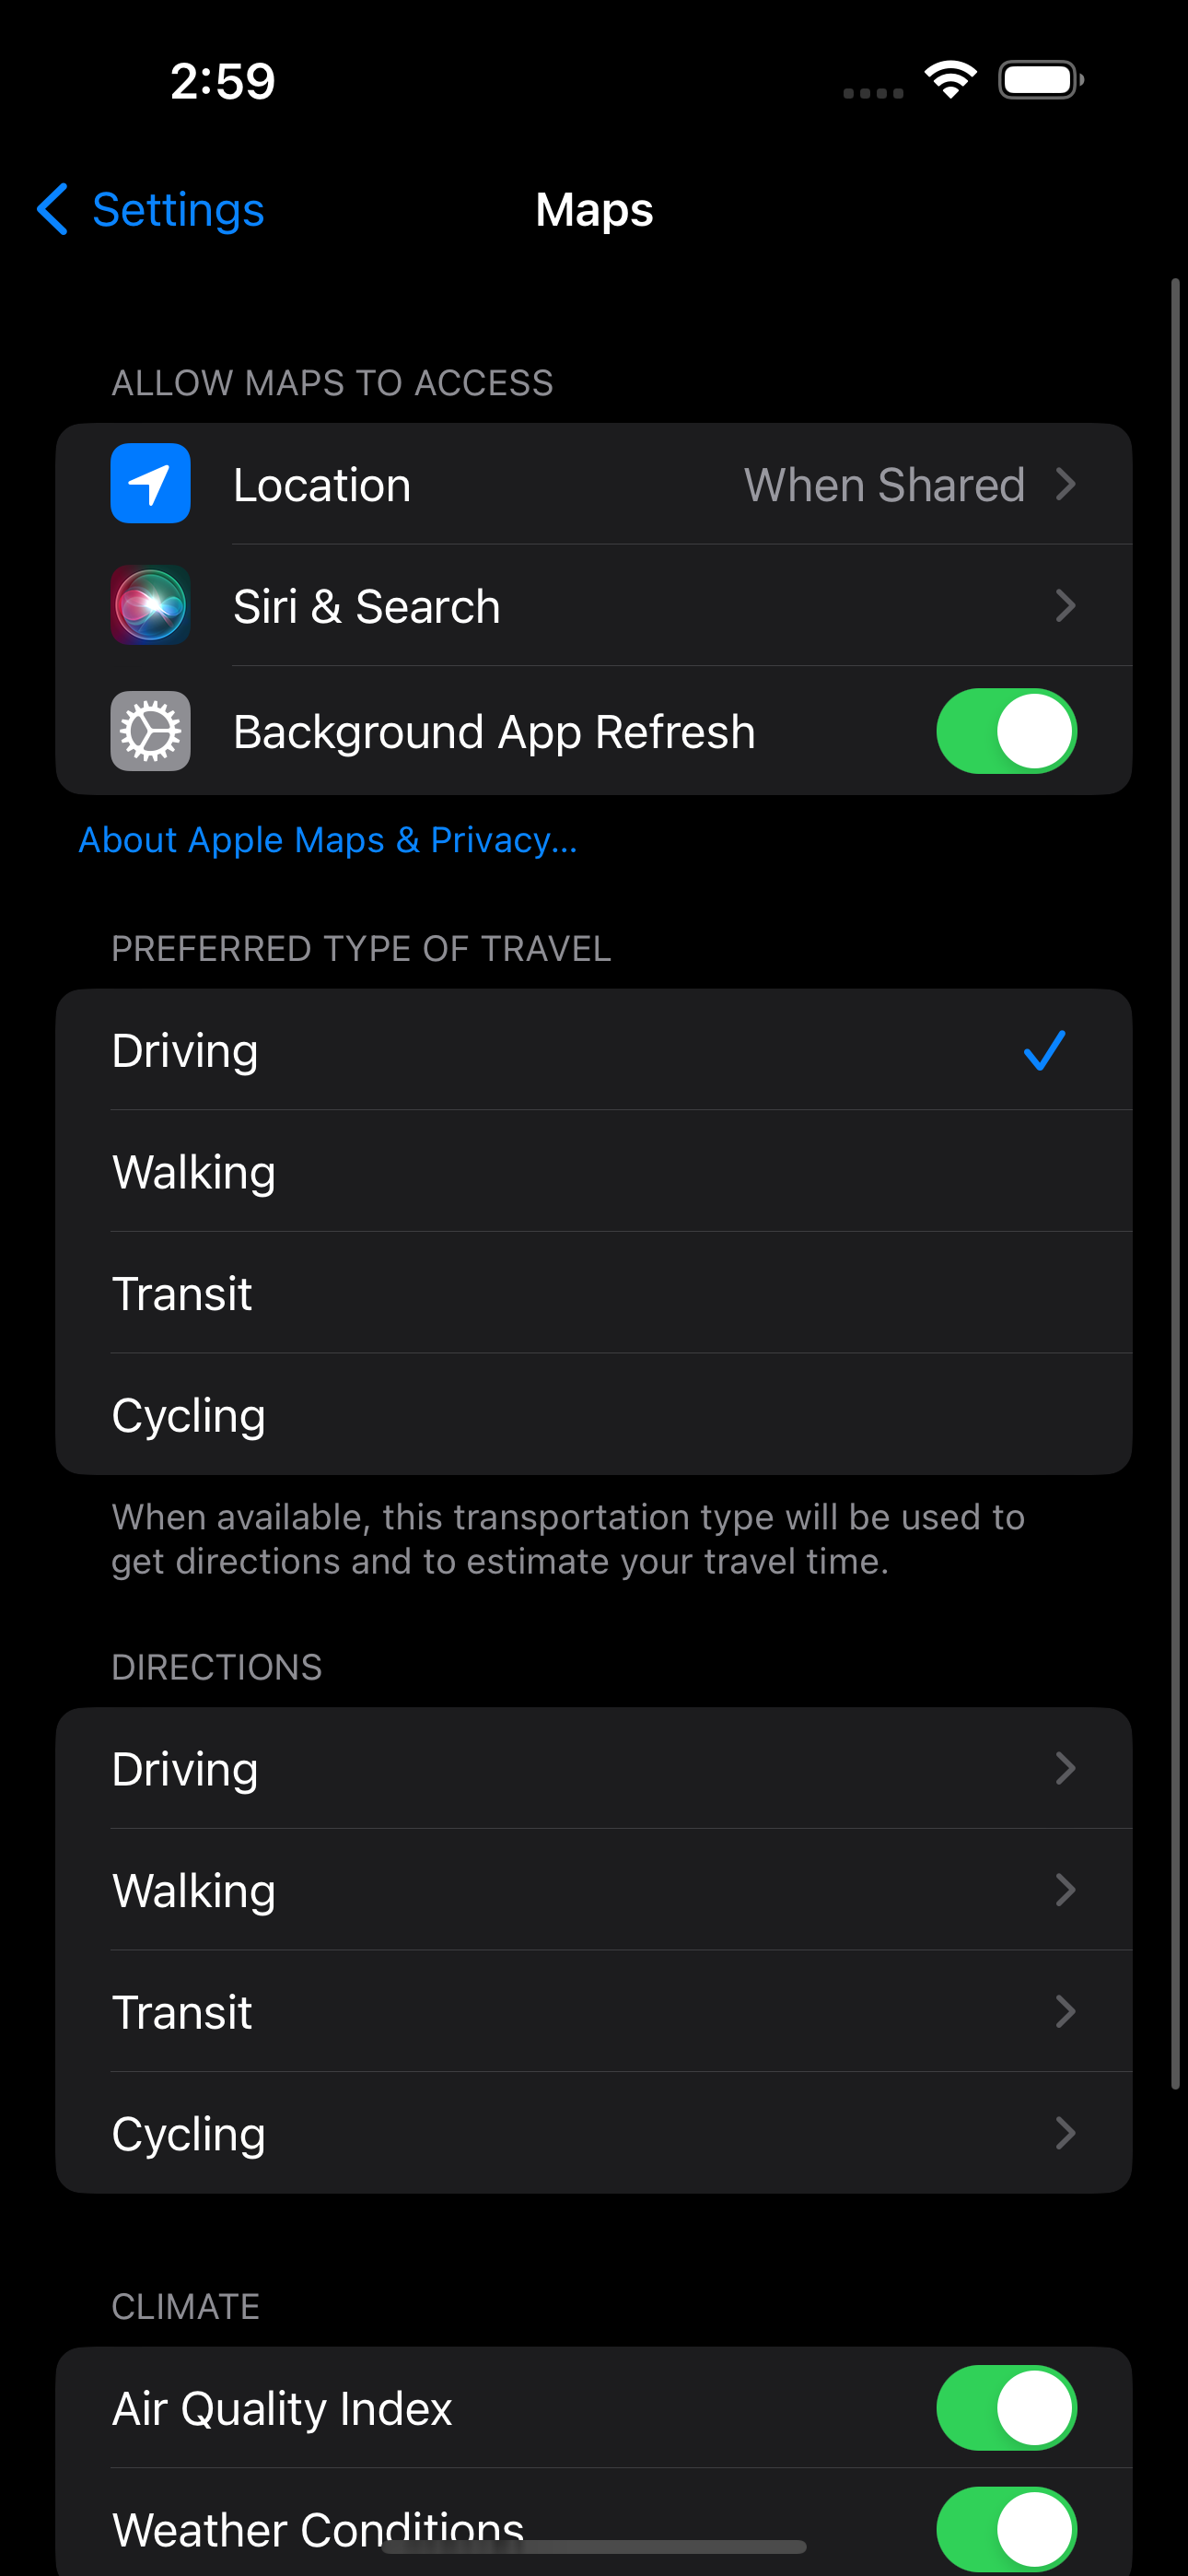 2:59
Settings
Maps
ALLOW MAPS TO ACCESS
Location When Shared
Siri & Search
Background App Refresh
About Apple Maps & Privacy...
PREFERRED TYPE OF TRAVEL
Driving
Walking
Transit
Cycling
When available, this transportation type will be used to
get directions and to estimate your travel time.
DIRECTIONS
Driving
Walking
Transit
Cycling
CLIMATE
Air Quality Index
Weather Conditions